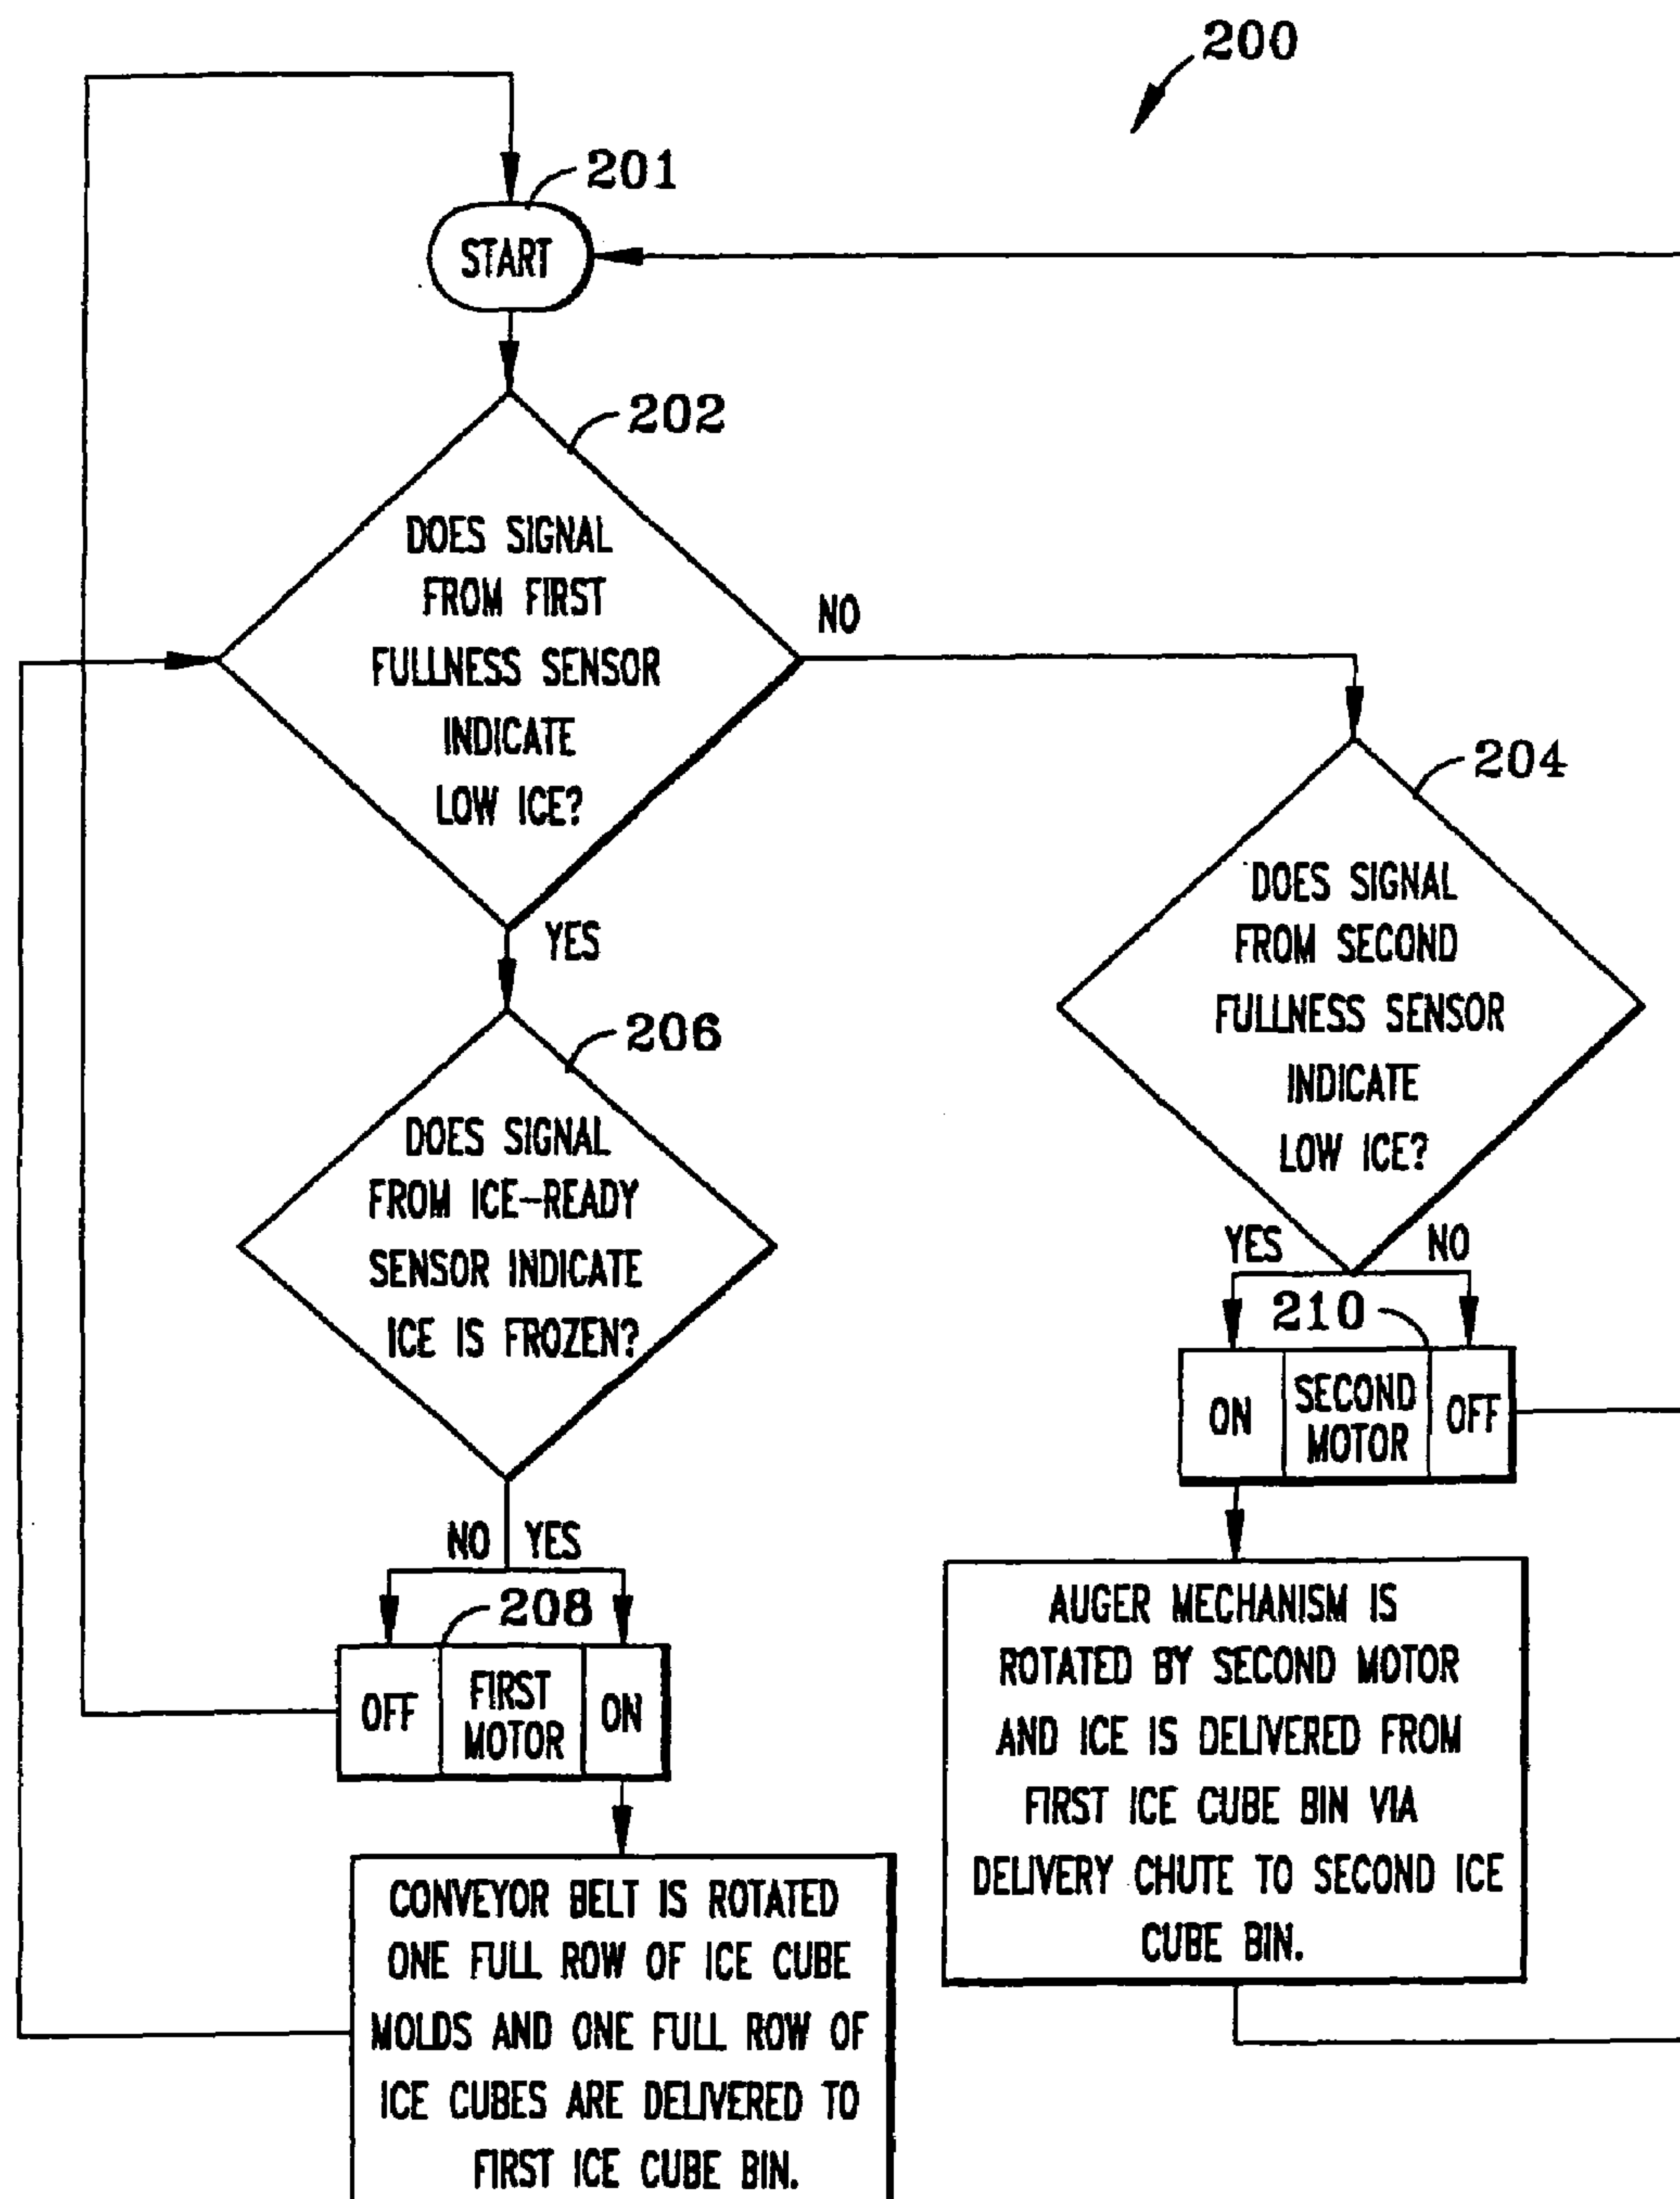 200
201
START
202
DOES SIGNAL
FROM FIRST
FULLNESS SENSOR
INDICATE
LOW ICE?
NO
YES
204
DOES SIGNAL
FROM SECOND
FULLNESS SENSOR
INDICATE
LOW ICE?
YES
NO
210
ON
SECOND
MOTOR
OFF
AUGER MECHANISM IS
ROTATED BY SECOND MOTOR
AND ICE IS DELIVERED FROM
FIRST ICE CUBE BIN VIA
DELIVERY CHUTE TO SECOND ICE
CUBE BIN.
206
DOES SIGNAL
FROM ICE-READY
SENSOR INDICATE
ICE IS FROZEN?
NO
YES
208
OFF
FIRST
MOTOR
ON
CONVEYOR BELT IS ROTATED
ONE FULL ROW OF ICE CUBE
MOLDS AND ONE FULL ROW OF
ICE CUBES ARE DELIVERED TO
FIRST ICE CUBE BIN.